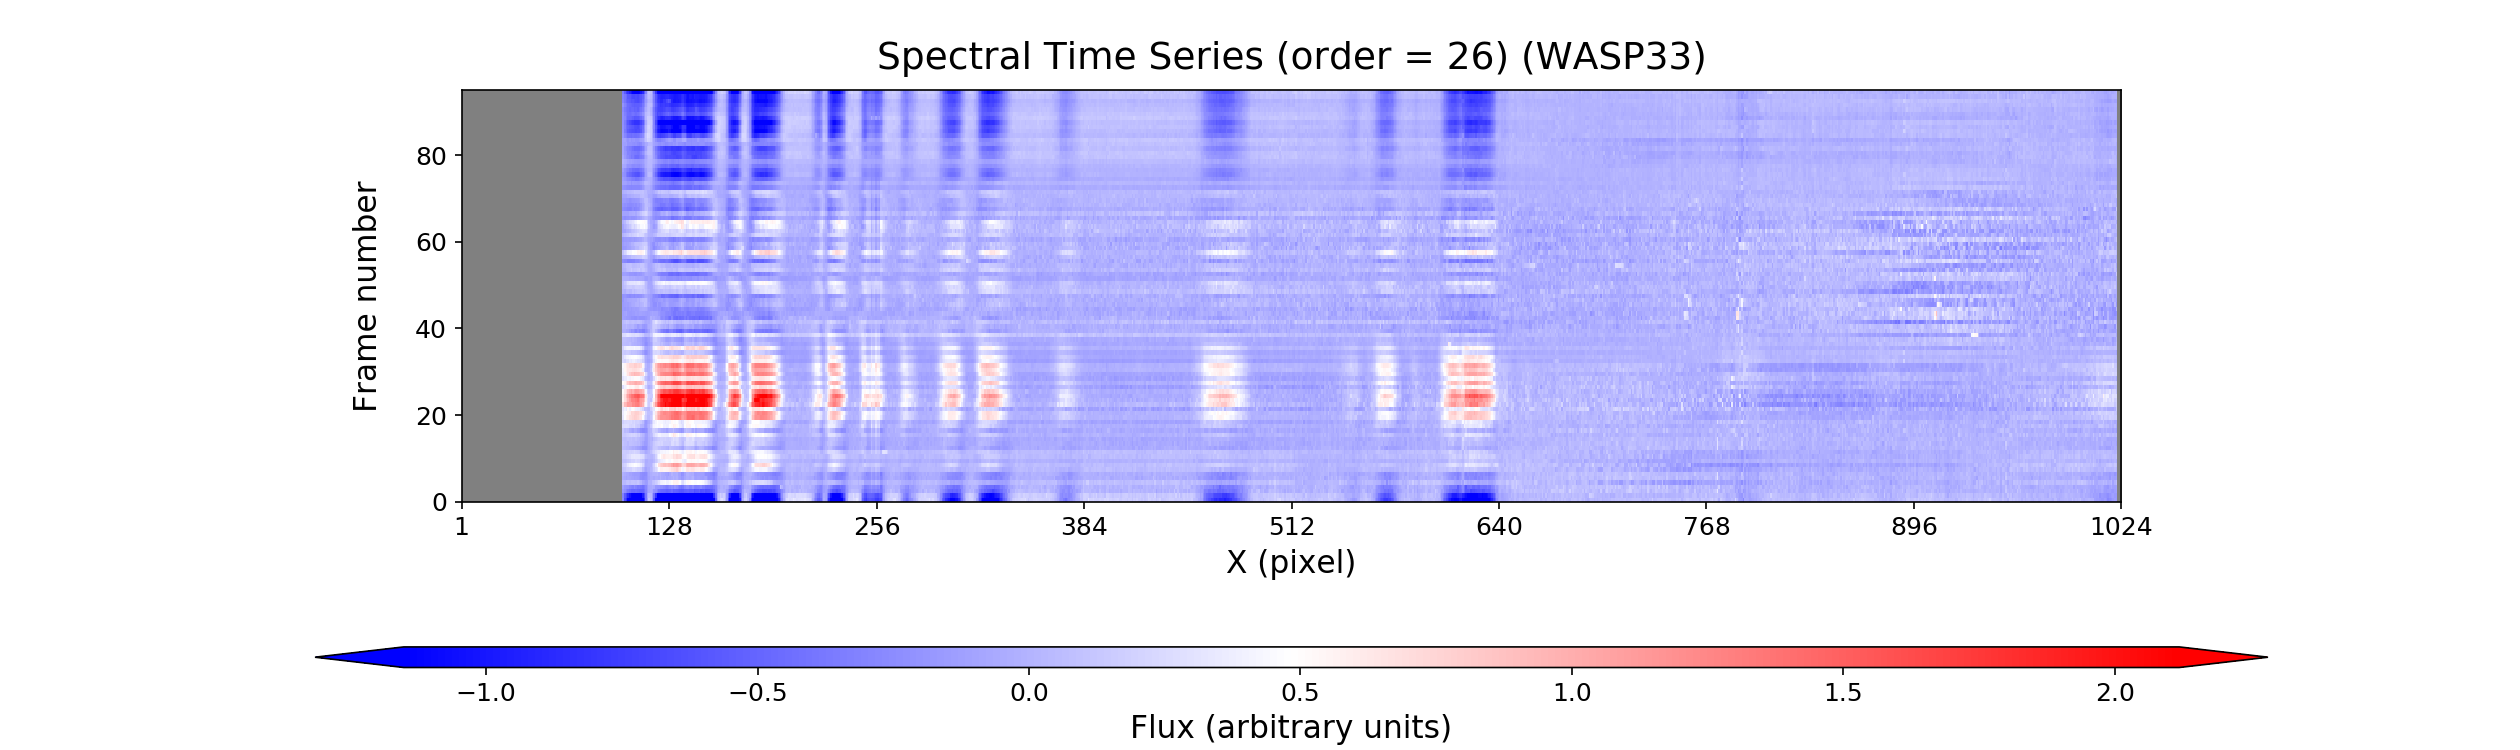 Spectral Time Series (order = 26) (WASP33)
Frame number
80
60
40
20
0
1 128 256 384 512 640 768 896 1024
X (pixel)
−1.0 −0.5 0.0 0.5 1.0 1.5 2.0
Flux (arbitrary units)